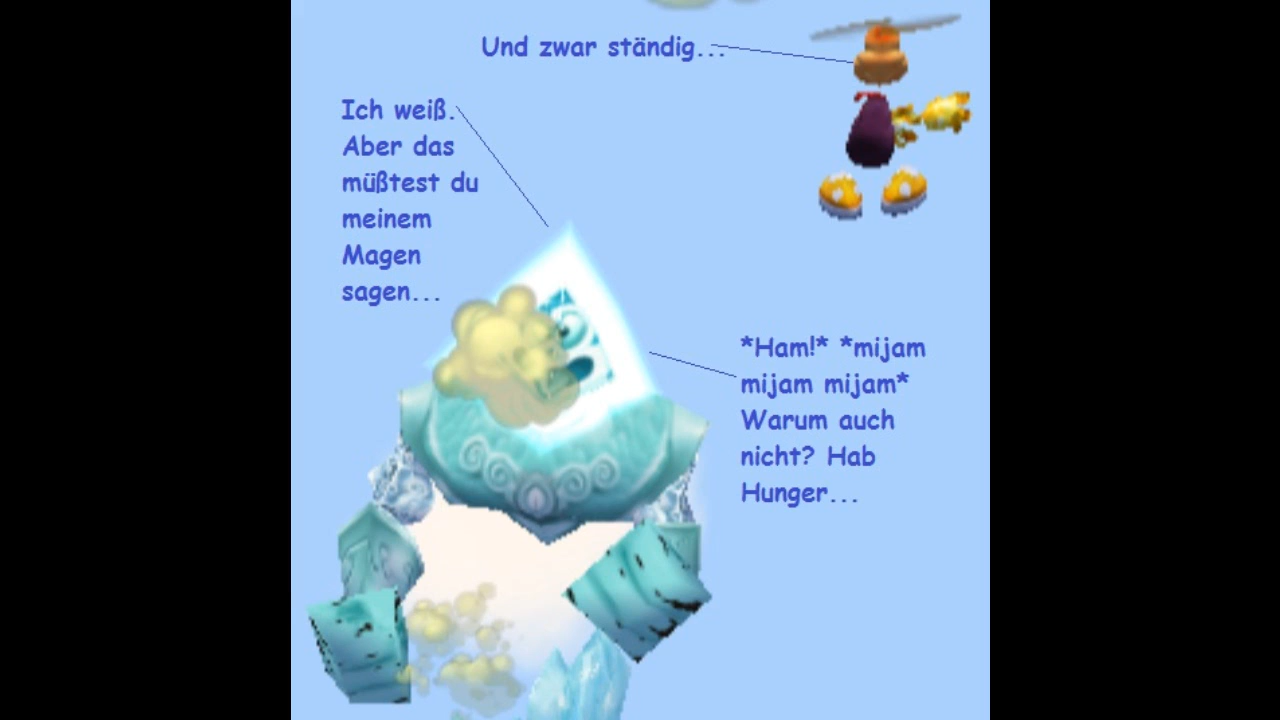 Und zwar ständig...
Ich weiß.
Aber das
müßtest du
meinem
Magen
sagen...
*Ham!* *mijam
mijam mijam*
Warum auch
nicht? Hab
Hunger...